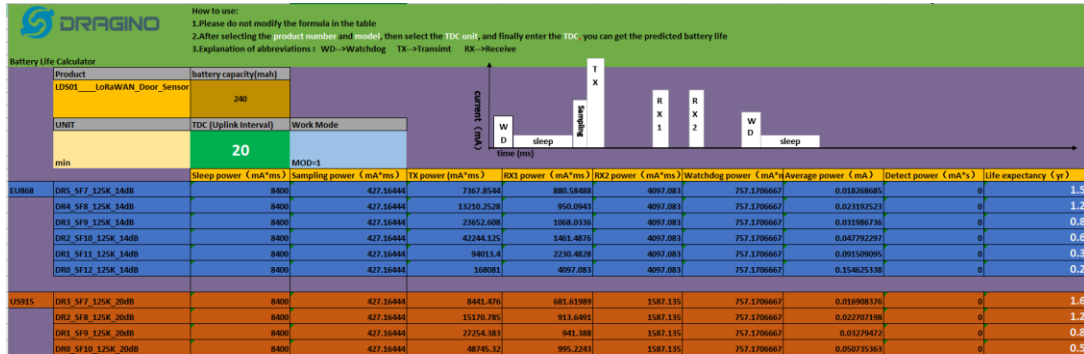 DRAGINO
How to use:
1.Please do not modify the formula in the table
2.After selecting the product number and model, then select the TDC unit, and finally enter the TDC, you can get the predicted battery life
3.Explanation of abbreviations： WD-->Watchdog TX-->Transimt RX-->Receive
Battery Life Calculator
Product battery capacity(mah)
LDS01____LoRaWAN_Door_Sensor 240
UNIT TDC (Uplink Interval) Work Mode
min 20 MOD=1
current（mA）
WD
sleep
Sampling
TX
RX1
RX2
WD
sleep
time (ms)
Sleep power（mA*ms） Sampling power（mA*ms） TX power (mA*ms) RX1 power（mA*ms） RX2 power（mA*ms） Watchdog power（mA*m Average power（mA） Detect power（mA*s） Life expectancy（yr）
EU868 DR5_SF7_125K_14dB 8400 427.16444 7367.8544 880.58488 4097.083 757.1706667 0.018268685 0 1.5
DR4_SF8_125K_14dB 8400 427.16444 13210.2528 950.0943 4097.083 757.1706667 0.023192523 0 1.2
DR3_SF9_125K_14dB 8400 427.16444 23652.608 1068.0336 4097.083 757.1706667 0.031986736 0 0.8
DR2_SF10_125K_14dB 8400 427.16444 42244.125 1461.4876 4097.083 757.1706667 0.047792297 0 0.6
DR1_SF11_125K_14dB 8400 427.16444 94013.4 2230.4828 4097.083 757.1706667 0.091509095 0 0.3
DR0_SF12_125K_14dB 8400 427.16444 168081 4097.083 4097.083 757.1706667 0.154625338 0 0.2
US915 DR3_SF7_125K_20dB 8400 427.16444 8441.476 681.61989 1587.135 757.1706667 0.016908376 0 1.6
DR2_SF8_125K_20dB 8400 427.16444 15170.785 913.6491 1587.135 757.1706667 0.022707198 0 1.2
DR1_SF9_125K_20dB 8400 427.16444 27254.383 941.388 1587.135 757.1706667 0.03279472 0 0.8
DR0_SF10_125K_20dB 8400 427.16444 48745.32 995.2243 1587.135 757.1706667 0.050735363 0 0.5